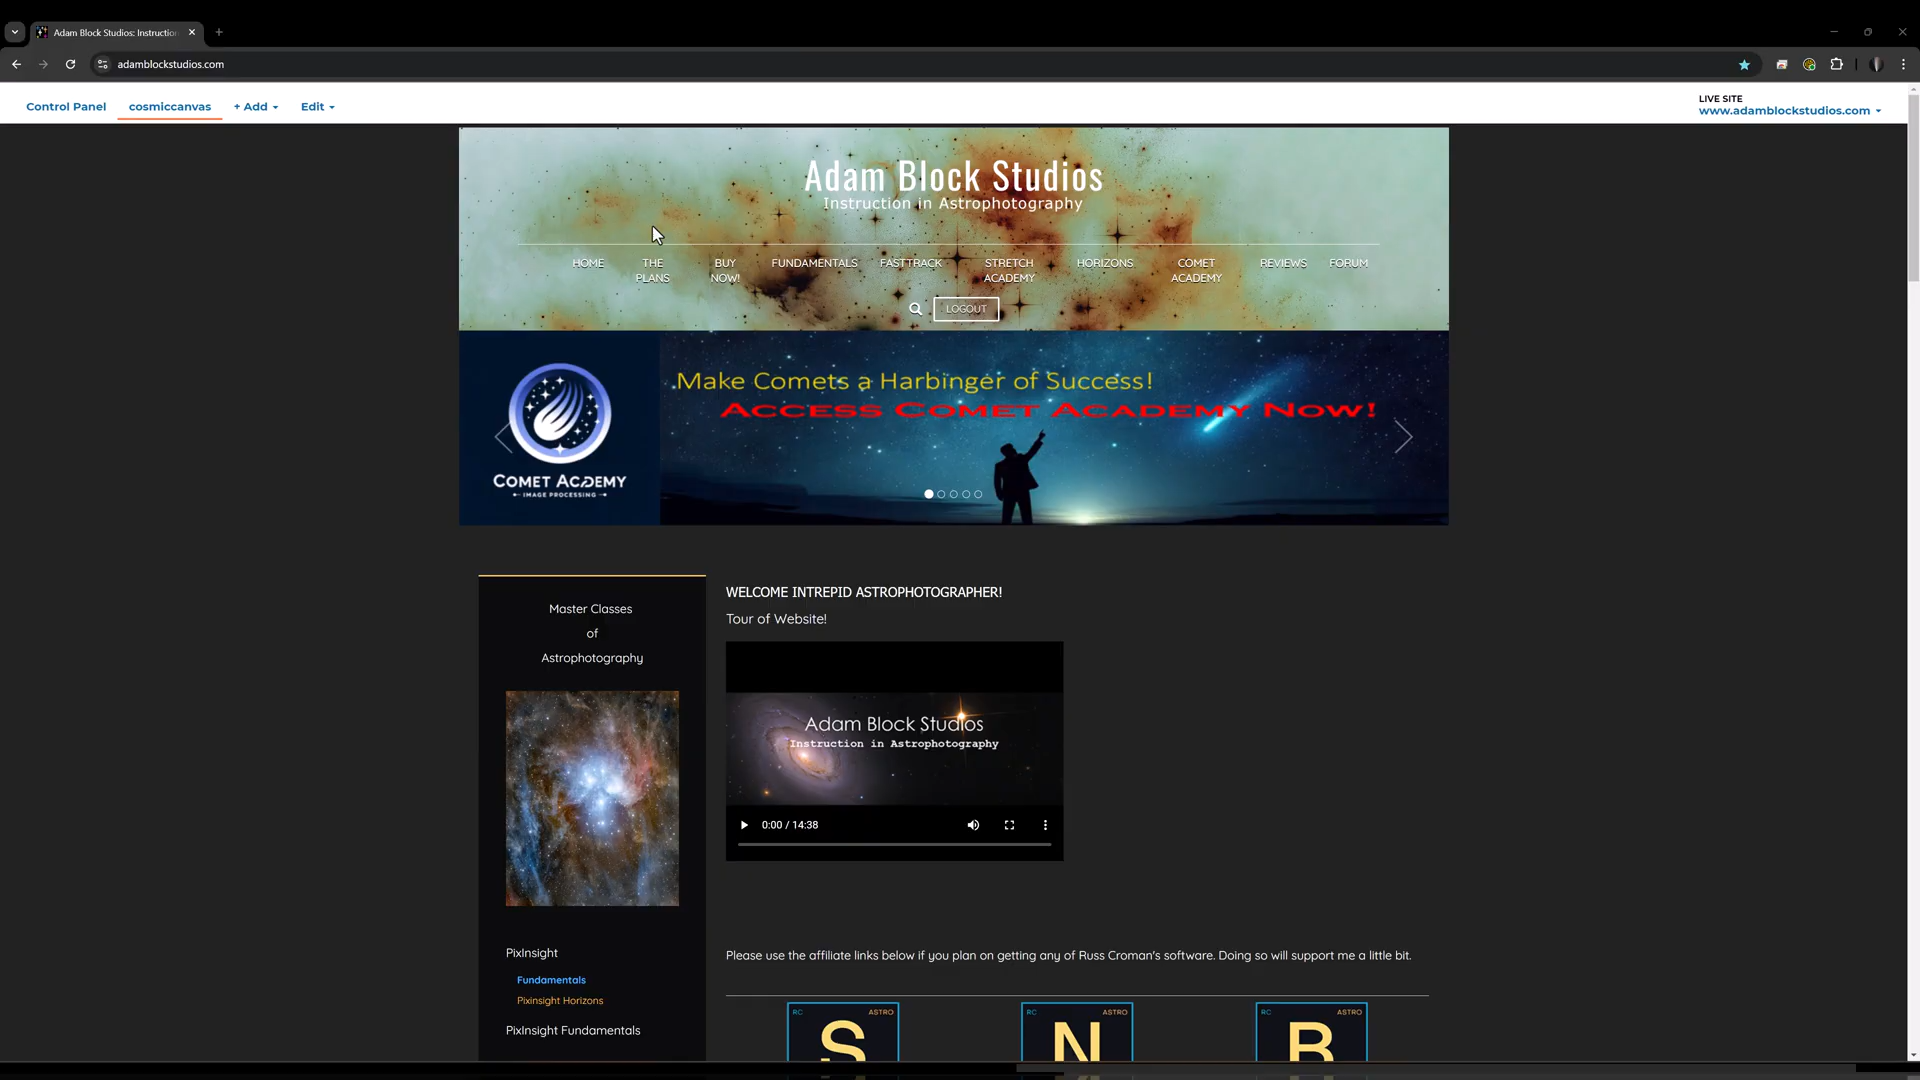 Adam Block Studios: Instruction
adamblockstudios.com
Control Panel
cosmiccanvas
+ Add
Edit
LIVE SITE
www.adamblockstudios.com
Adam Block Studios
Instruction in Astrophotography
HOME
THE PLANS
BUY NOW!
FUNDAMENTALS
FASTTRACK
STRETCH ACADEMY
HORIZONS
COMET ACADEMY
REVIEWS
FORUM
LOGOUT
Make Comets a Harbinger of Success!
Access Comet Academy Now!
COMET ACADEMY
IMAGE PROCESSING
Master Classes
of
Astrophotography
WELCOME INTREPID ASTROPHOTOGRAPHER!
Tour of Website!
Adam Block Studios
Instruction in Astrophotography
0:00 / 14:38
PixInsight
Fundamentals
Pixinsight Horizons
PixInsight Fundamentals
Please use the affiliate links below if you plan on getting any of Russ Croman's software. Doing so will support me a little bit.
RC ASTRO
S
RC ASTRO
N
RC ASTRO
B